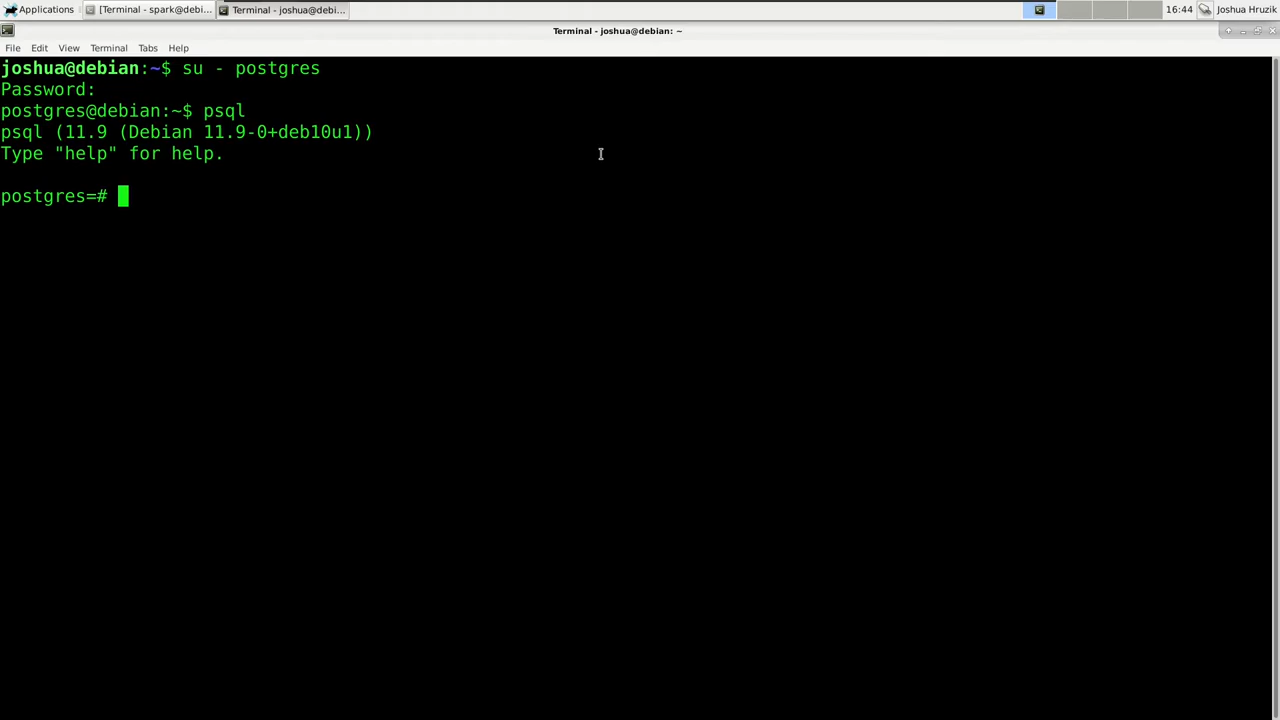 Applications [Terminal - spark@debi... Terminal - joshua@debi... 16:44 Joshua Hruzik
Terminal - joshua@debian: ~
File Edit View Terminal Tabs Help
joshua@debian:~$ su - postgres
Password:
postgres@debian:~$ psql
psql (11.9 (Debian 11.9-0+deb10u1))
Type "help" for help.
postgres=#